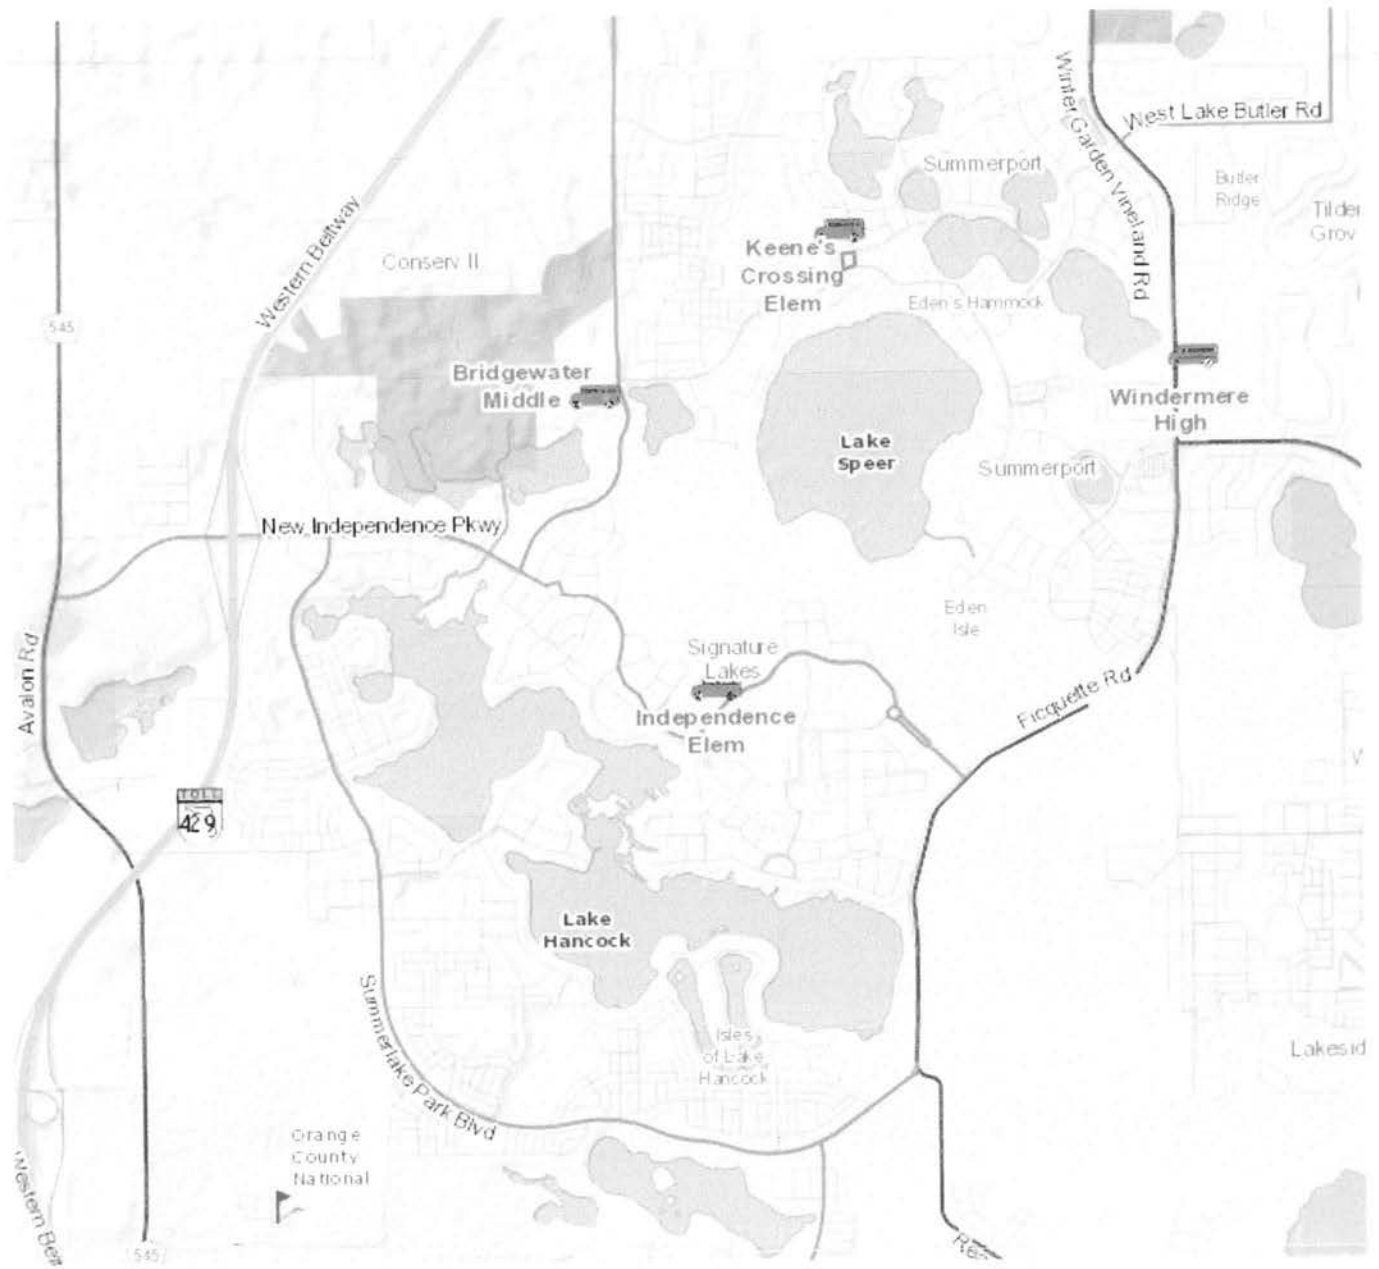 West Lake Butler Rd
Winter Garden Vineland Rd
Summerport
Butler
Ridge
Tilder
Grov
Western Beltway
Conserv II
Keene's
Crossing
Elem
Eden's Hammock
545
Bridgewater
Middle
Windermere
High
Lake
Speer
Summerport
New Independence Pkwy
Eden
Isle
Avalon Rd
Signature
Lakes
Independence
Elem
Ficquette Rd
TOLL
429
Lake
Hancock
Summerlake Park Blvd
Isles
of Lake
Hancock
Lakesid
Orange
County
National
545